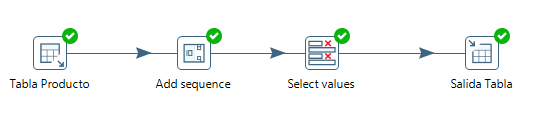 Tabla Producto
Add sequence
Select values
Salida Tabla